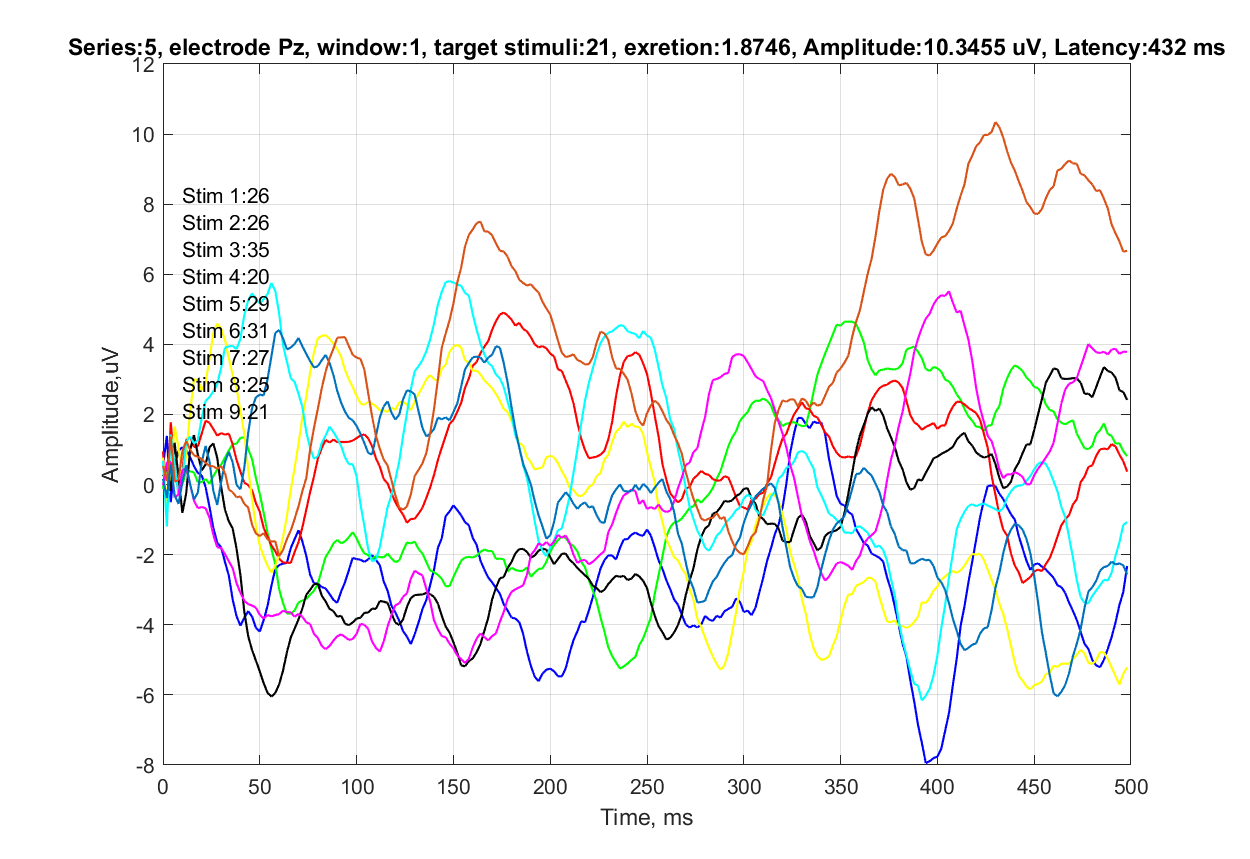 Series:5, electrode Pz, window:1, target stimuli:21, exretion:1.8746, Amplitude:10.3455 uV, Latency:432 ms
12
10
8
6
4
2
0
-2
-4
-6
-8
Amplitude,uV
Stim 1:26
Stim 2:26
Stim 3:35
Stim 4:20
Stim 5:29
Stim 6:31
Stim 7:27
Stim 8:25
Stim 9:21
0 50 100 150 200 250 300 350 400 450 500
Time, ms